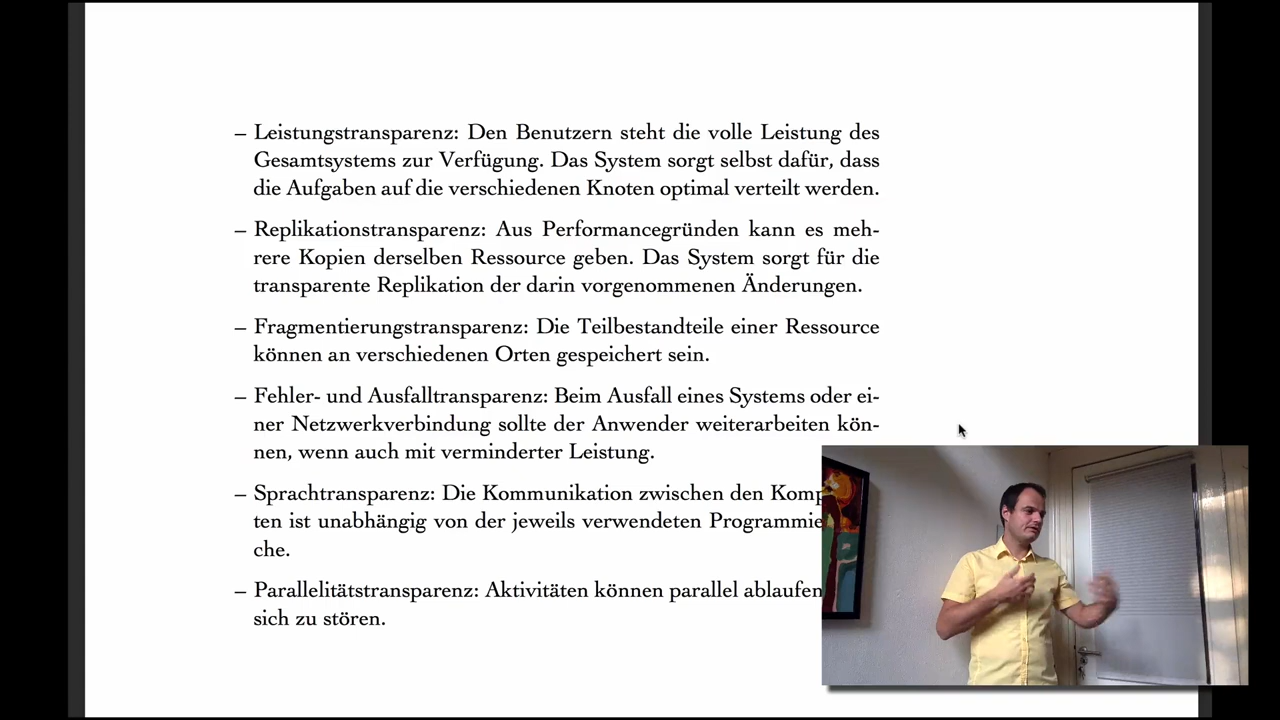 – Leistungstransparenz: Den Benutzern steht die volle Leistung des
Gesamtsystems zur Verfügung. Das System sorgt selbst dafür, dass
die Aufgaben auf die verschiedenen Knoten optimal verteilt werden.
– Replikationstransparenz: Aus Performancegründen kann es meh-
rere Kopien derselben Ressource geben. Das System sorgt für die
transparente Replikation der darin vorgenommenen Änderungen.
– Fragmentierungstransparenz: Die Teilbestandteile einer Ressource
können an verschiedenen Orten gespeichert sein.
– Fehler- und Ausfalltransparenz: Beim Ausfall eines Systems oder ei-
ner Netzwerkverbindung sollte der Anwender weiterarbeiten kön-
nen, wenn auch mit verminderter Leistung.
– Sprachtransparenz: Die Kommunikation zwischen den
ten ist unabhängig von der jeweils verwendeten
che.
– Parallelitätstransparenz: Aktivitäten können parallel ablaufen
sich zu stören.